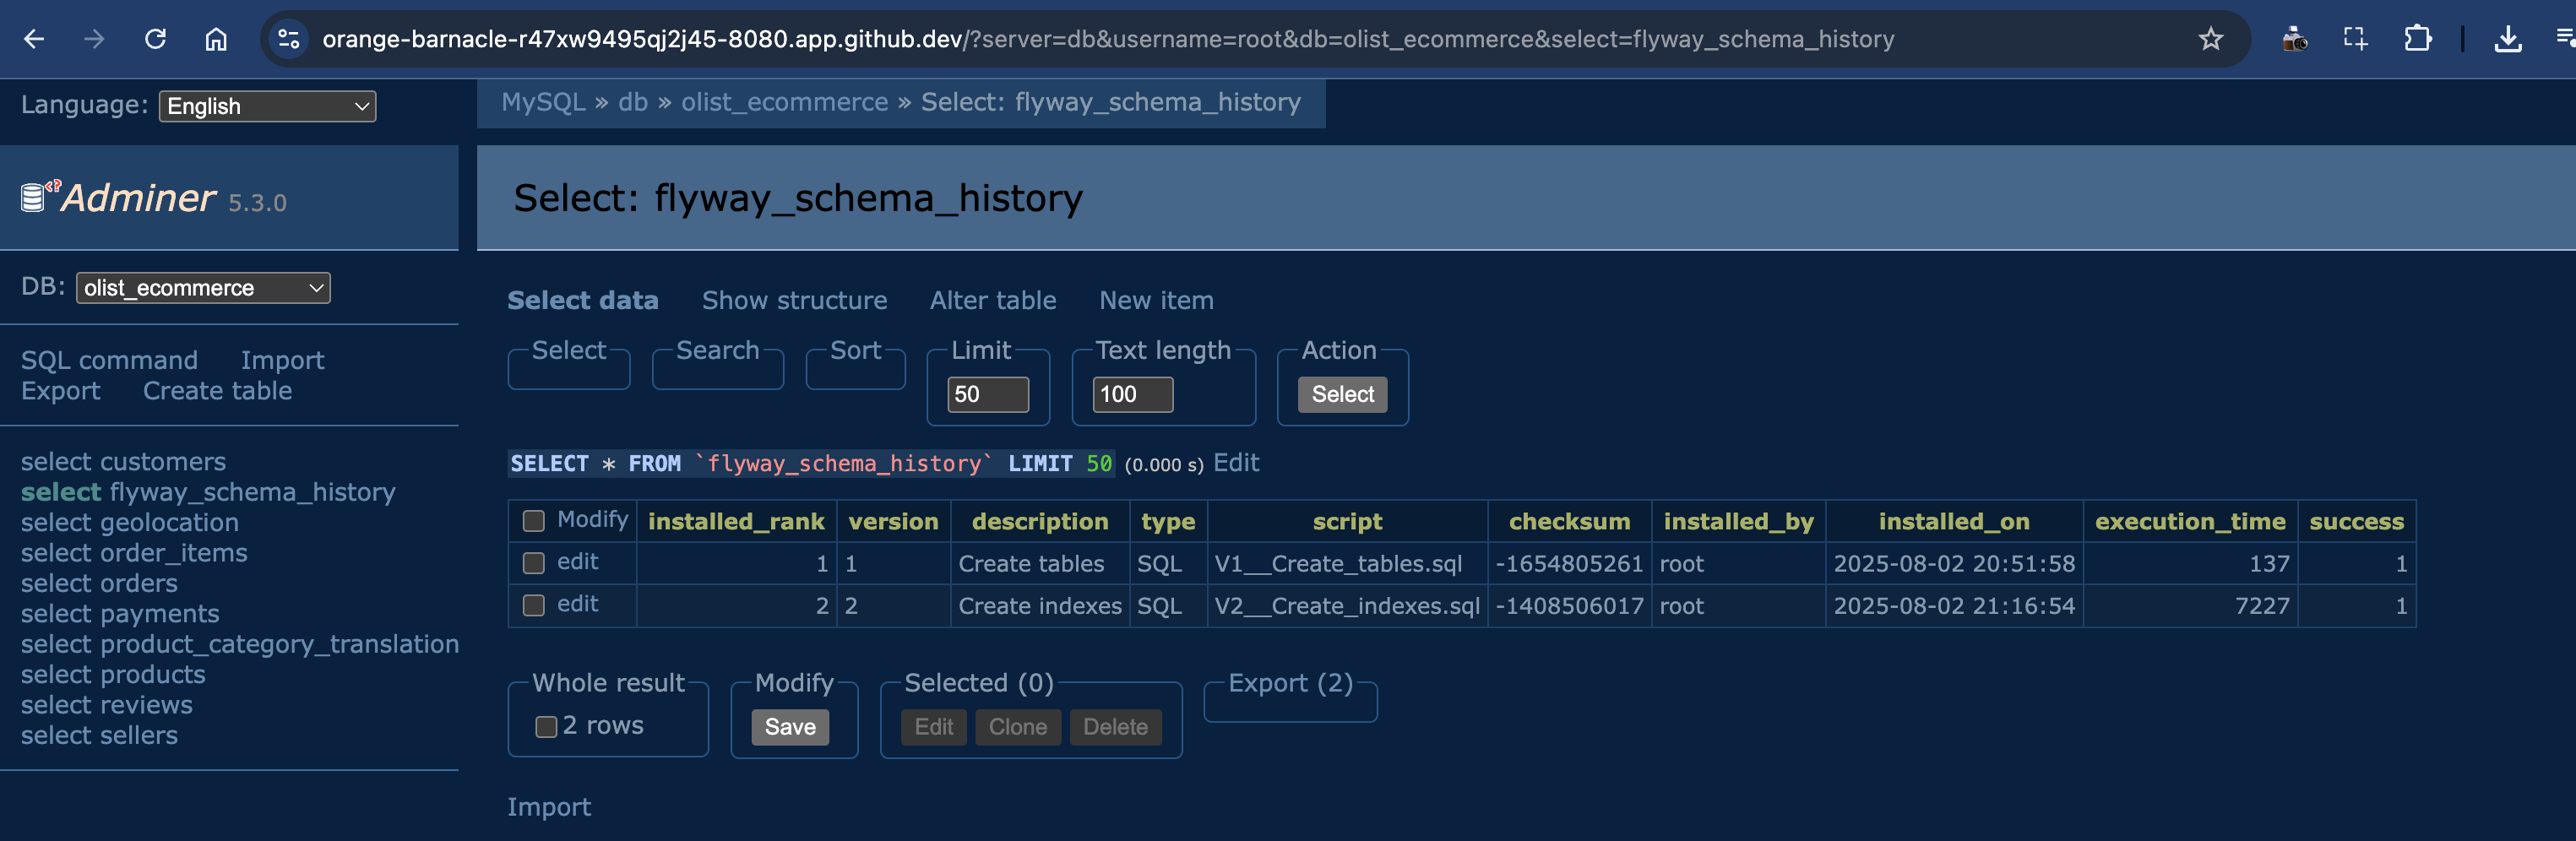 orange-barnacle-r47xw9495qj2j45-8080.app.github.dev/?server=db&username=root&db=olist_ecommerce&select=flyway_schema_history
Language: English
MySQL » db » olist_ecommerce » Select: flyway_schema_history
Adminer 5.3.0
Select: flyway_schema_history
DB: olist_ecommerce
Select data Show structure Alter table New item
SQL command Import
Export Create table
Select Search Sort Limit Text length Action
50 100 Select
SELECT * FROM `flyway_schema_history` LIMIT 50 (0.000 s) Edit
select customers
select flyway_schema_history
select geolocation
select order_items
select orders
select payments
select product_category_translation
select products
select reviews
select sellers
Modify installed_rank version description type script checksum installed_by installed_on execution_time success
edit 1 1 Create tables SQL V1__Create_tables.sql -1654805261 root 2025-08-02 20:51:58 137 1
edit 2 2 Create indexes SQL V2__Create_indexes.sql -1408506017 root 2025-08-02 21:16:54 7227 1
Whole result Modify Selected (0) Export (2)
2 rows Save Edit Clone Delete
Import